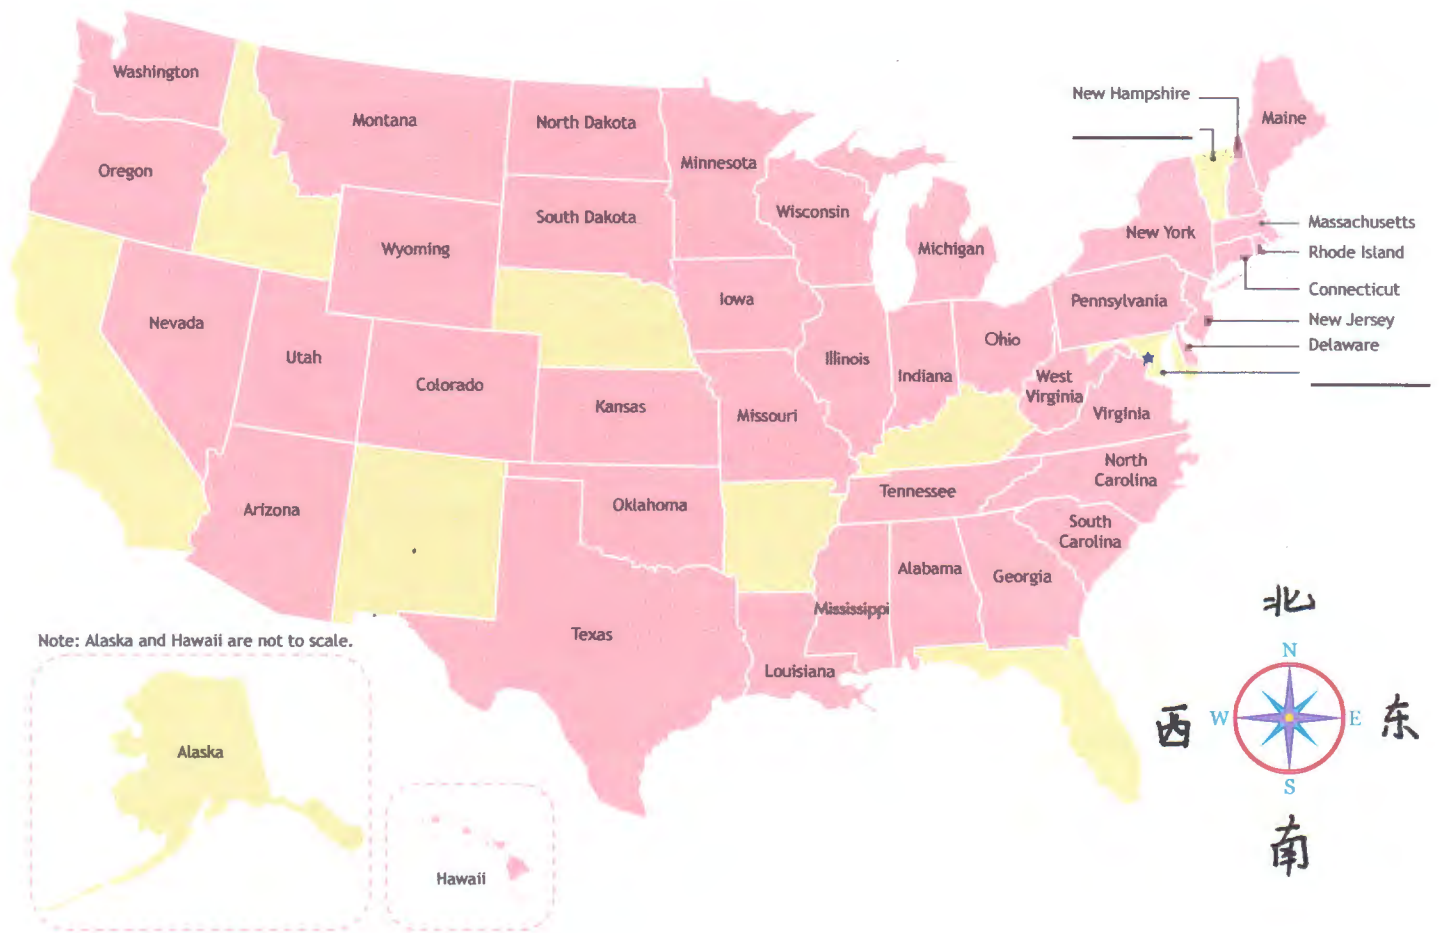 Washington
Montana
North Dakota
Minnesota
New Hampshire
Maine
Oregon
South Dakota
Wisconsin
Wyoming
Michigan
New York
Massachusetts
Rhode Island
Connecticut
New Jersey
Delaware
Nevada
Utah
Colorado
Iowa
Illinois
Indiana
Ohio
Pennsylvania
Kansas
Missouri
West
Virginia
Virginia
Arizona
Oklahoma
Tennessee
North
Carolina
South
Carolina
Texas
Mississippi
Alabama
Georgia
Louisiana
Note: Alaska and Hawaii are not to scale.
Alaska
Hawaii
北
N
西 W E 东
S
南